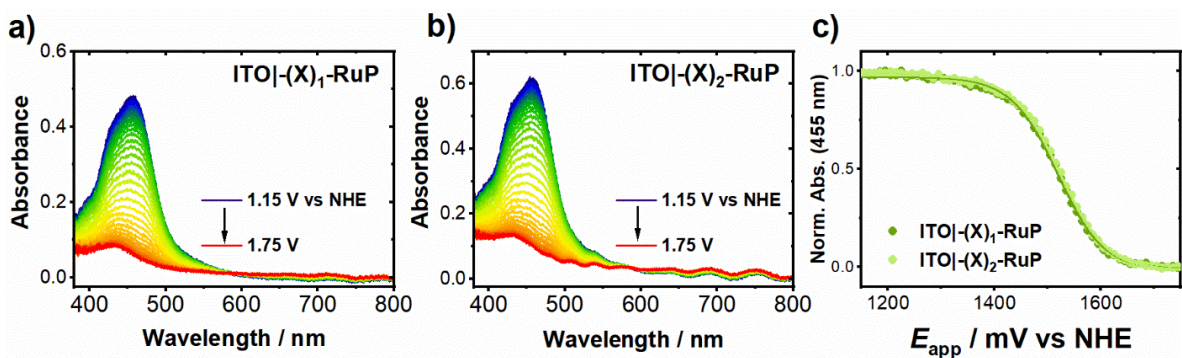 a)
ITO|-(X)₁-RuP
Absorbance
0.6
0.4
0.2
0.0
1.15 V vs NHE
1.75 V
400 500 600 700 800
Wavelength / nm
b)
ITO|-(X)₂-RuP
Absorbance
0.6
0.4
0.2
0.0
1.15 V vs NHE
1.75 V
400 500 600 700 800
Wavelength / nm
c)
Norm. Abs. (455 nm)
1.0
0.5
0.0
ITO|-(X)₁-RuP
ITO|-(X)₂-RuP
1200 1400 1600
E_app / mV vs NHE